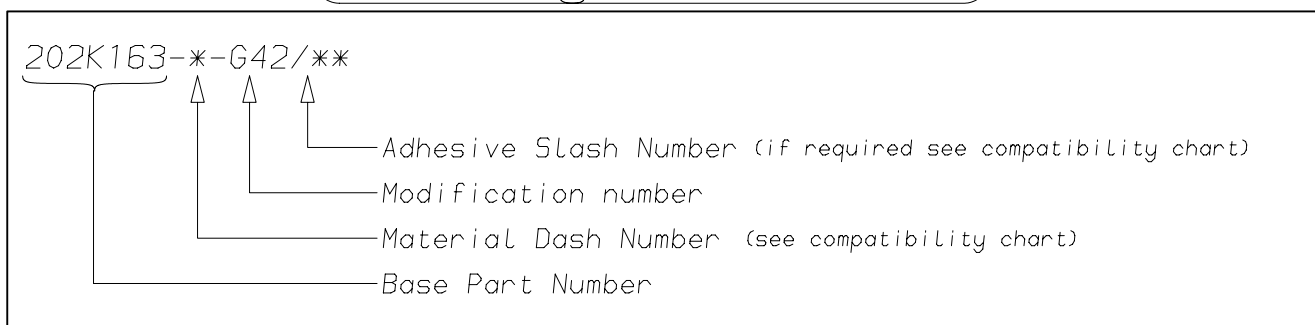 202K163-*-G42/**
Adhesive Slash Number (if required see compatibility chart)
Modification number
Material Dash Number (see compatibility chart)
Base Part Number